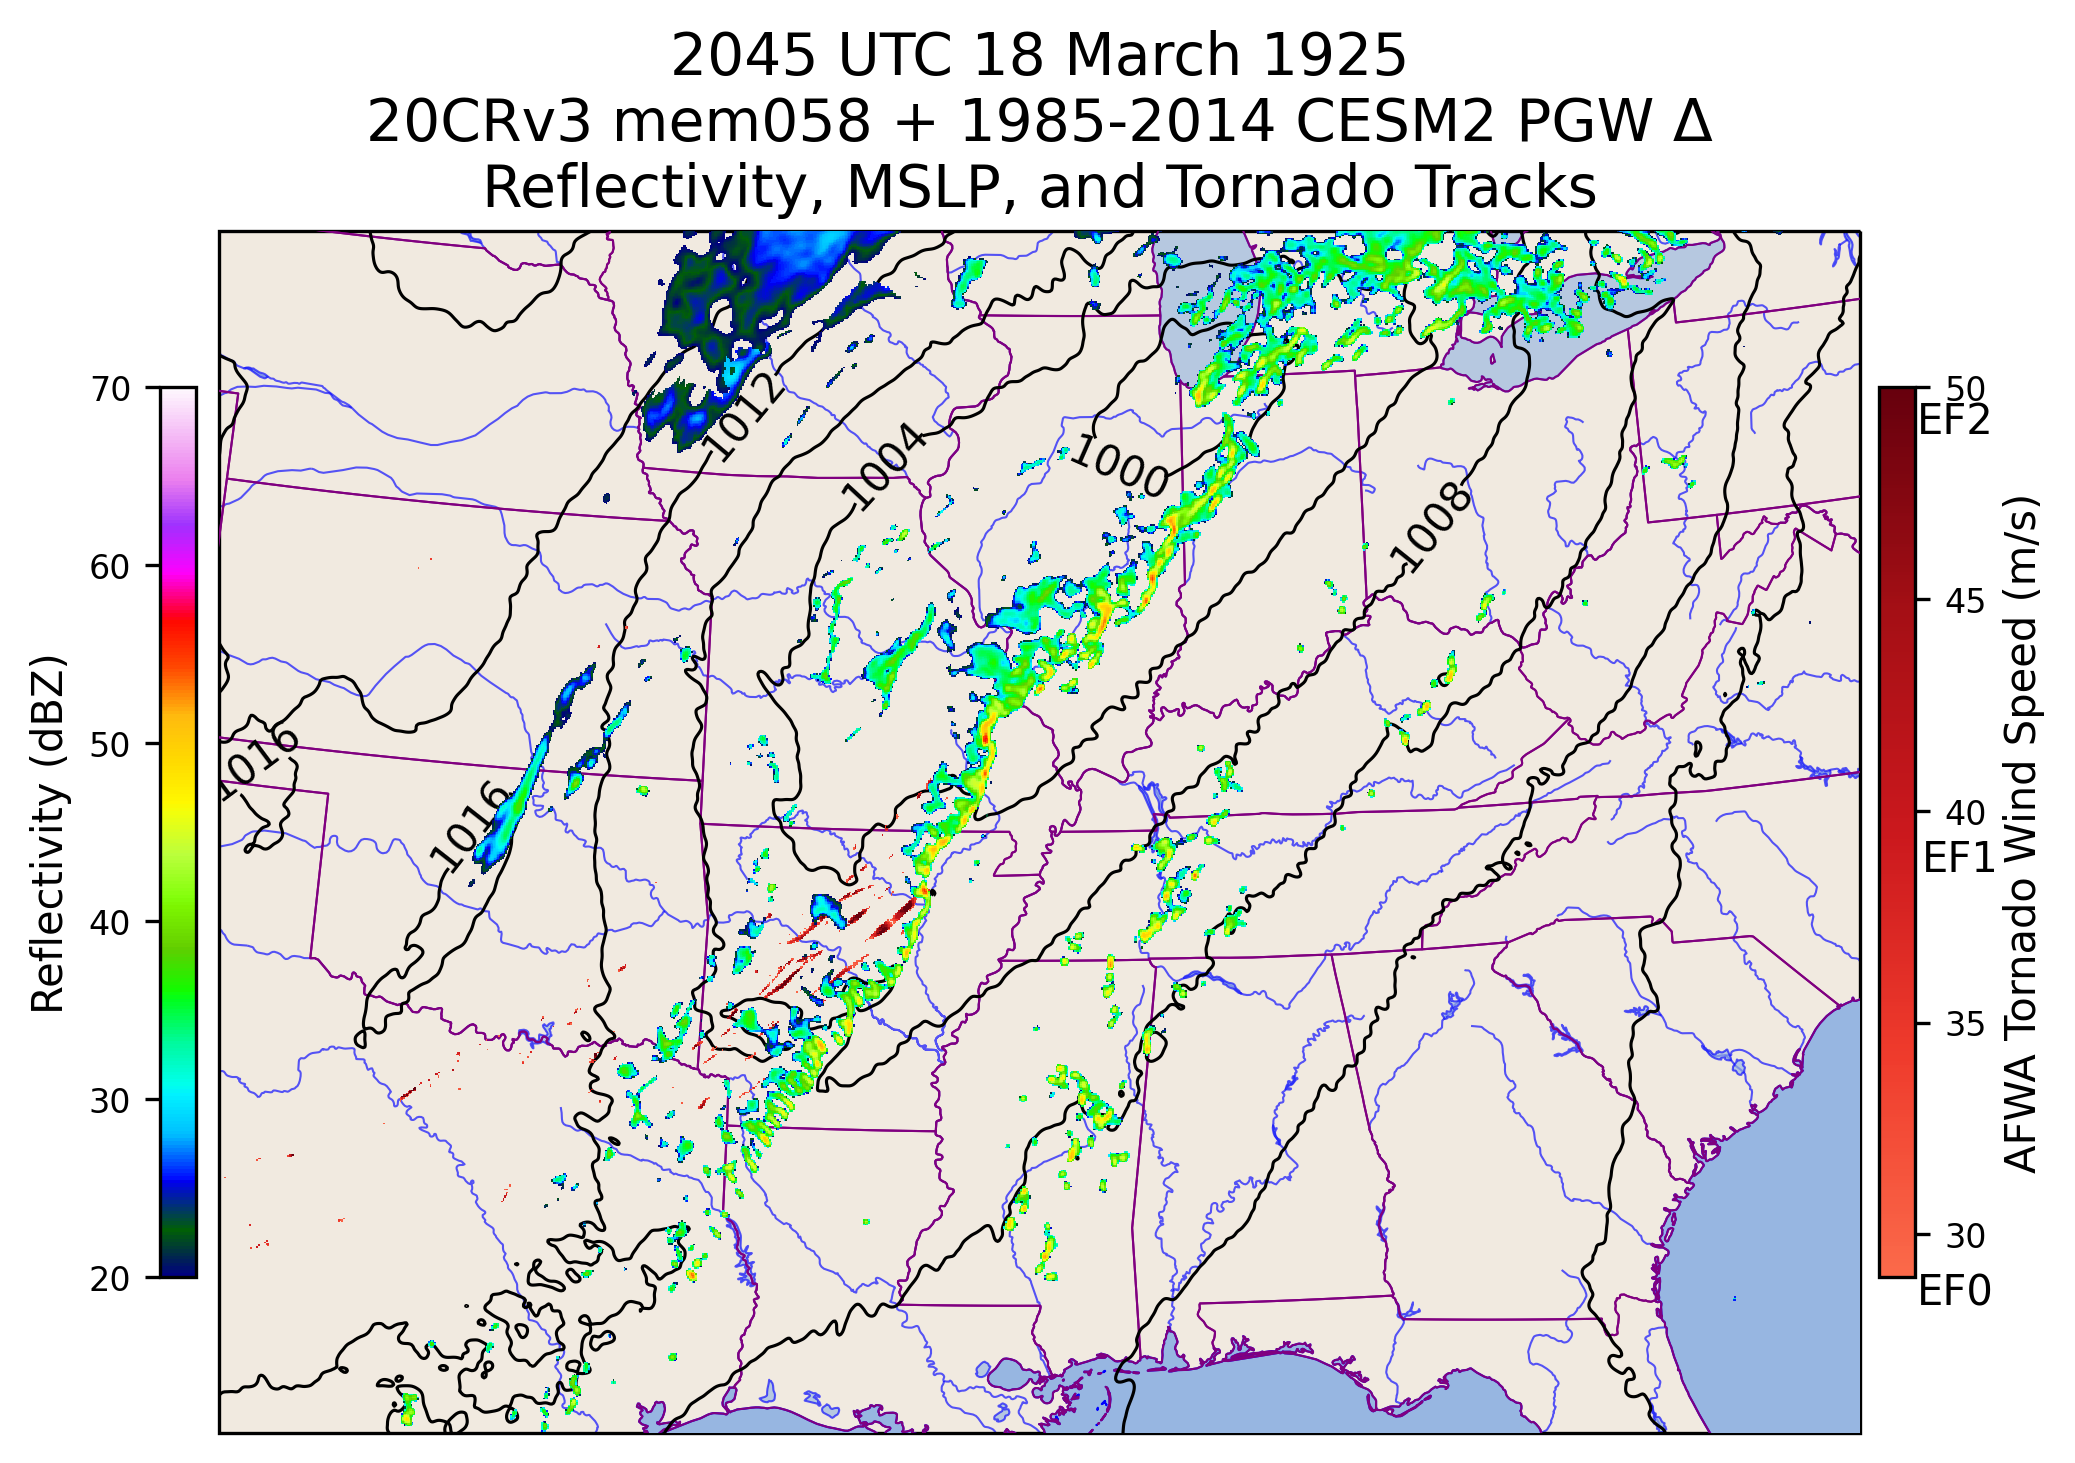 2045 UTC 18 March 1925
20CRv3 mem058 + 1985-2014 CESM2 PGW Δ
Reflectivity, MSLP, and Tornado Tracks
70
60
50
40
30
20
Reflectivity (dBZ)
1012
1004
1000
1008
1016
1016
50
EF2
45
40
EF1
35
30
EF0
AFWA Tornado Wind Speed (m/s)